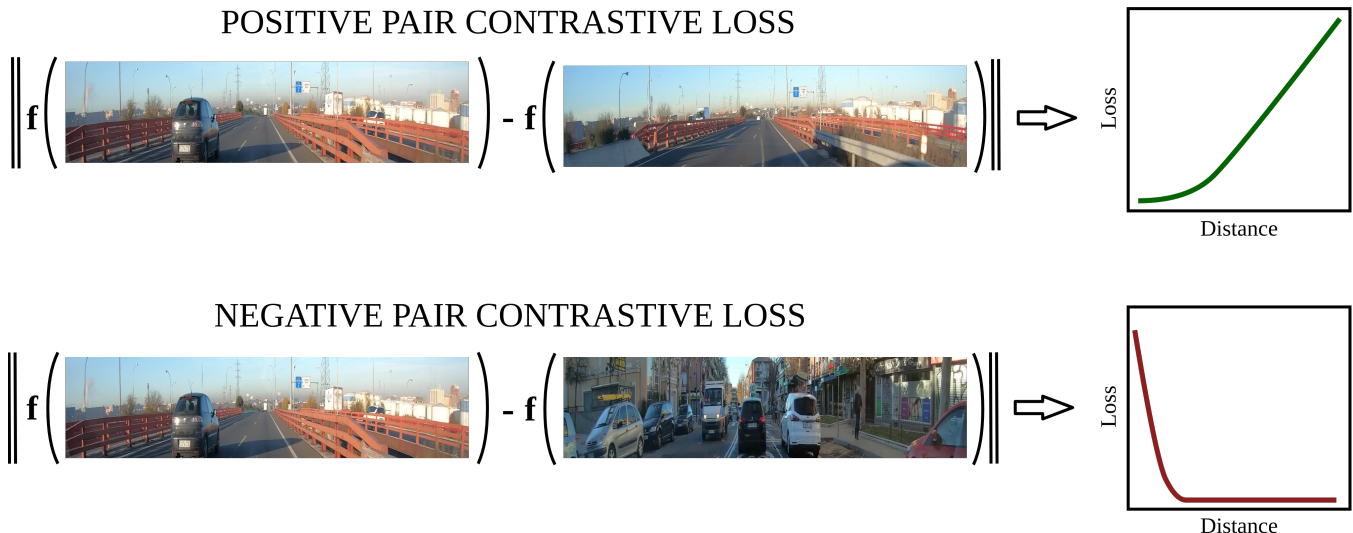 POSITIVE PAIR CONTRASTIVE LOSS
f
- f
Loss
Distance
NEGATIVE PAIR CONTRASTIVE LOSS
f
- f
Loss
Distance